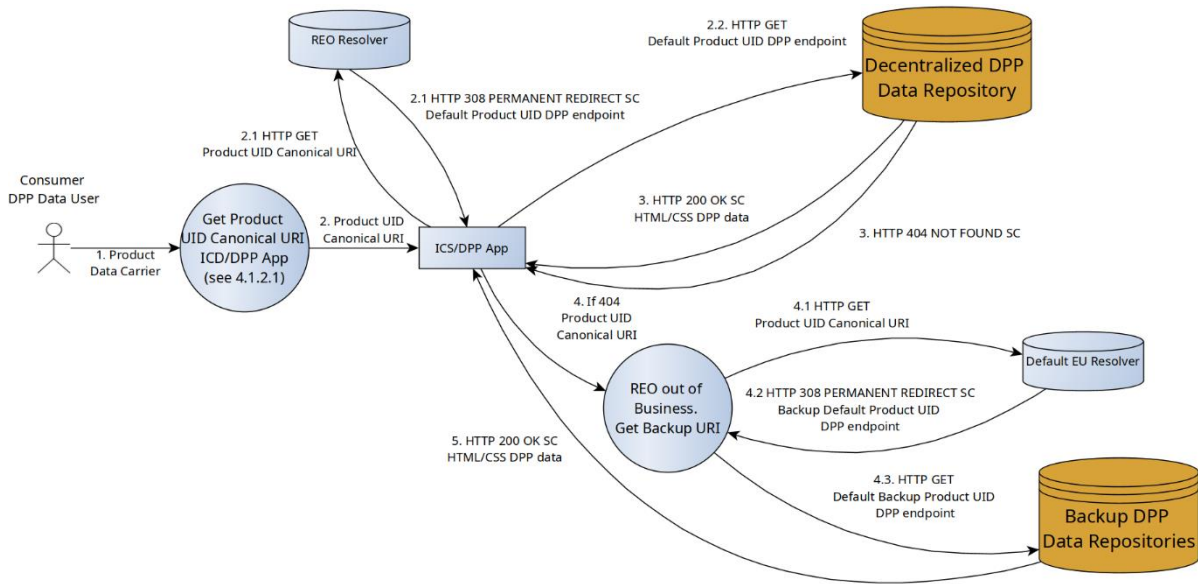 2.2. HTTP GET
Default Product UID DPP endpoint
REO Resolver
Decentralized DPP
Data Repository
2.1 HTTP 308 PERMANENT REDIRECT SC
Default Product UID DPP endpoint
2.1 HTTP GET
Product UID Canonical URI
Consumer
DPP Data User
1. Product
Data Carrier
Get Product
UID Canonical URI
ICD/DPP App
(see 4.1.2.1)
2. Product UID
Canonical URI
ICS/DPP App
3. HTTP 200 OK SC
HTML/CSS DPP data
3. HTTP 404 NOT FOUND SC
4. If 404
Product UID
Canonical URI
4.1 HTTP GET
Product UID Canonical URI
Default EU Resolver
REO out of
Business.
Get Backup URI
4.2 HTTP 308 PERMANENT REDIRECT SC
Backup Default Product UID
DPP endpoint
5. HTTP 200 OK SC
HTML/CSS DPP data
4.3. HTTP GET
Default Backup Product UID
DPP endpoint
Backup DPP
Data Repositories